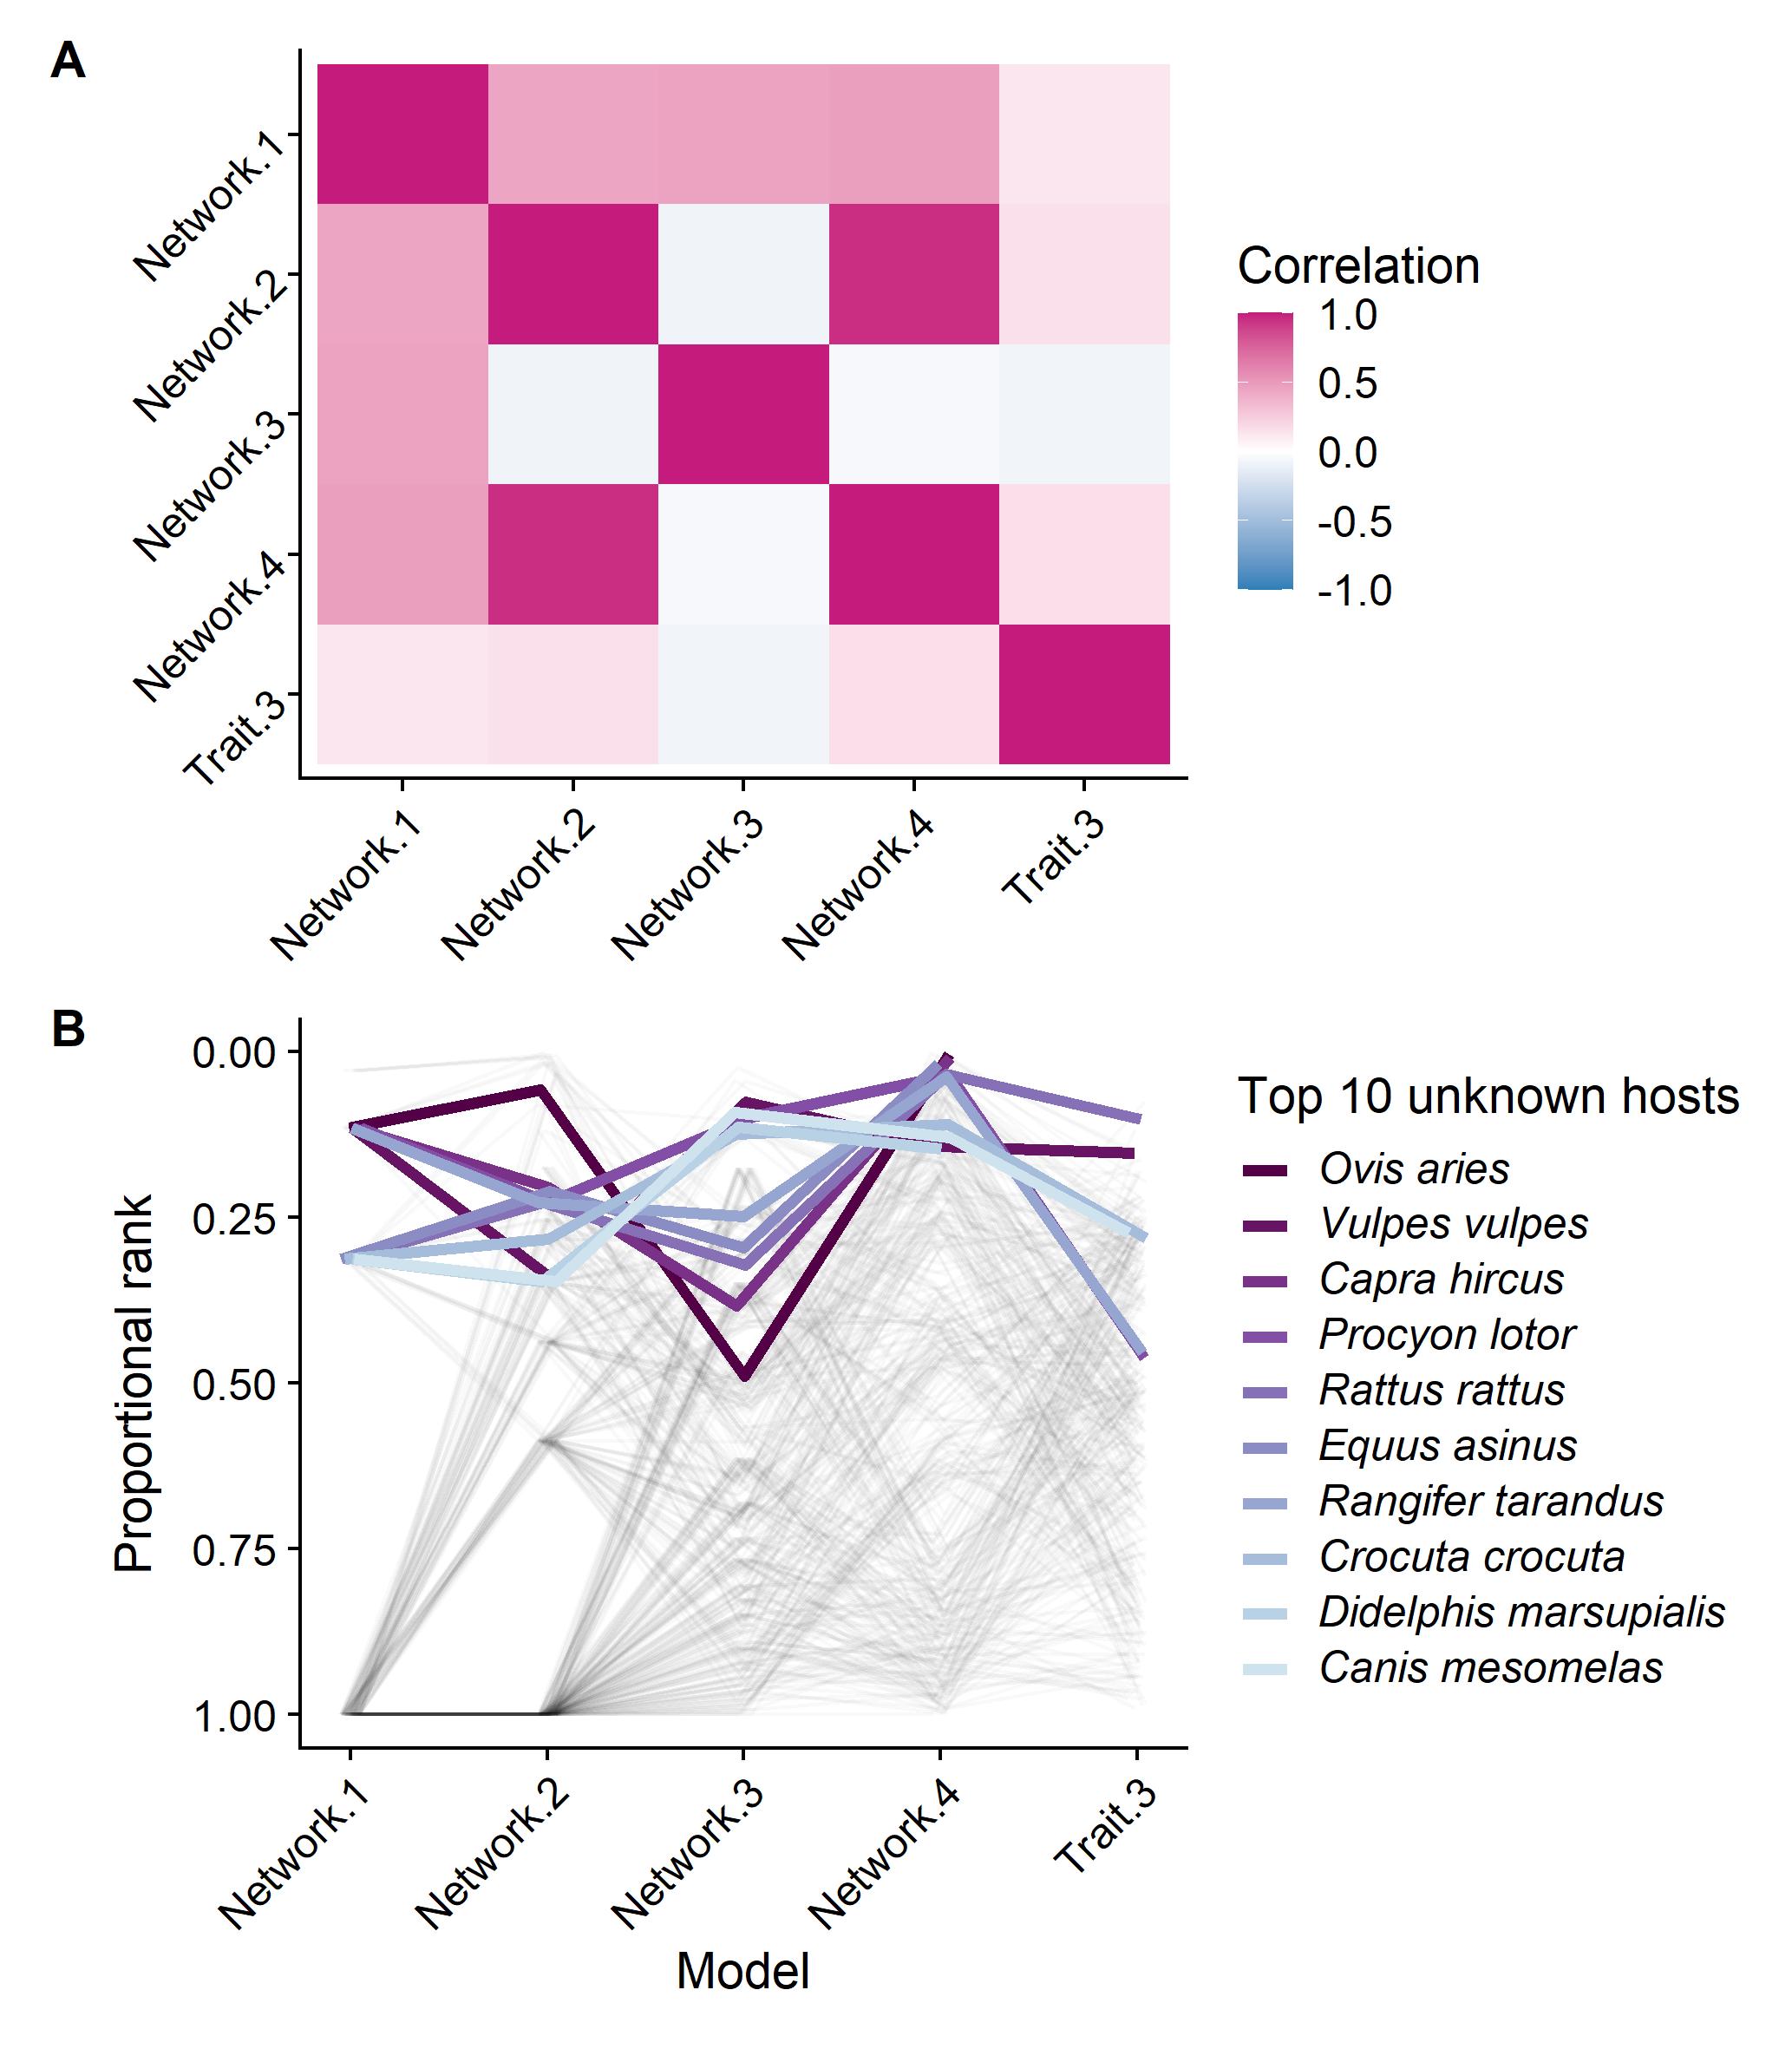 A
Network.1
Network.2
Network.3
Network.4
Trait.3
Network.1
Network.2
Network.3
Network.4
Trait.3
Correlation
1.0
0.5
0.0
-0.5
-1.0
B
Proportional rank
0.00
0.25
0.50
0.75
1.00
Network.1
Network.2
Network.3
Network.4
Trait.3
Model
Top 10 unknown hosts
Ovis aries
Vulpes vulpes
Capra hircus
Procyon lotor
Rattus rattus
Equus asinus
Rangifer tarandus
Crocuta crocuta
Didelphis marsupialis
Canis mesomelas